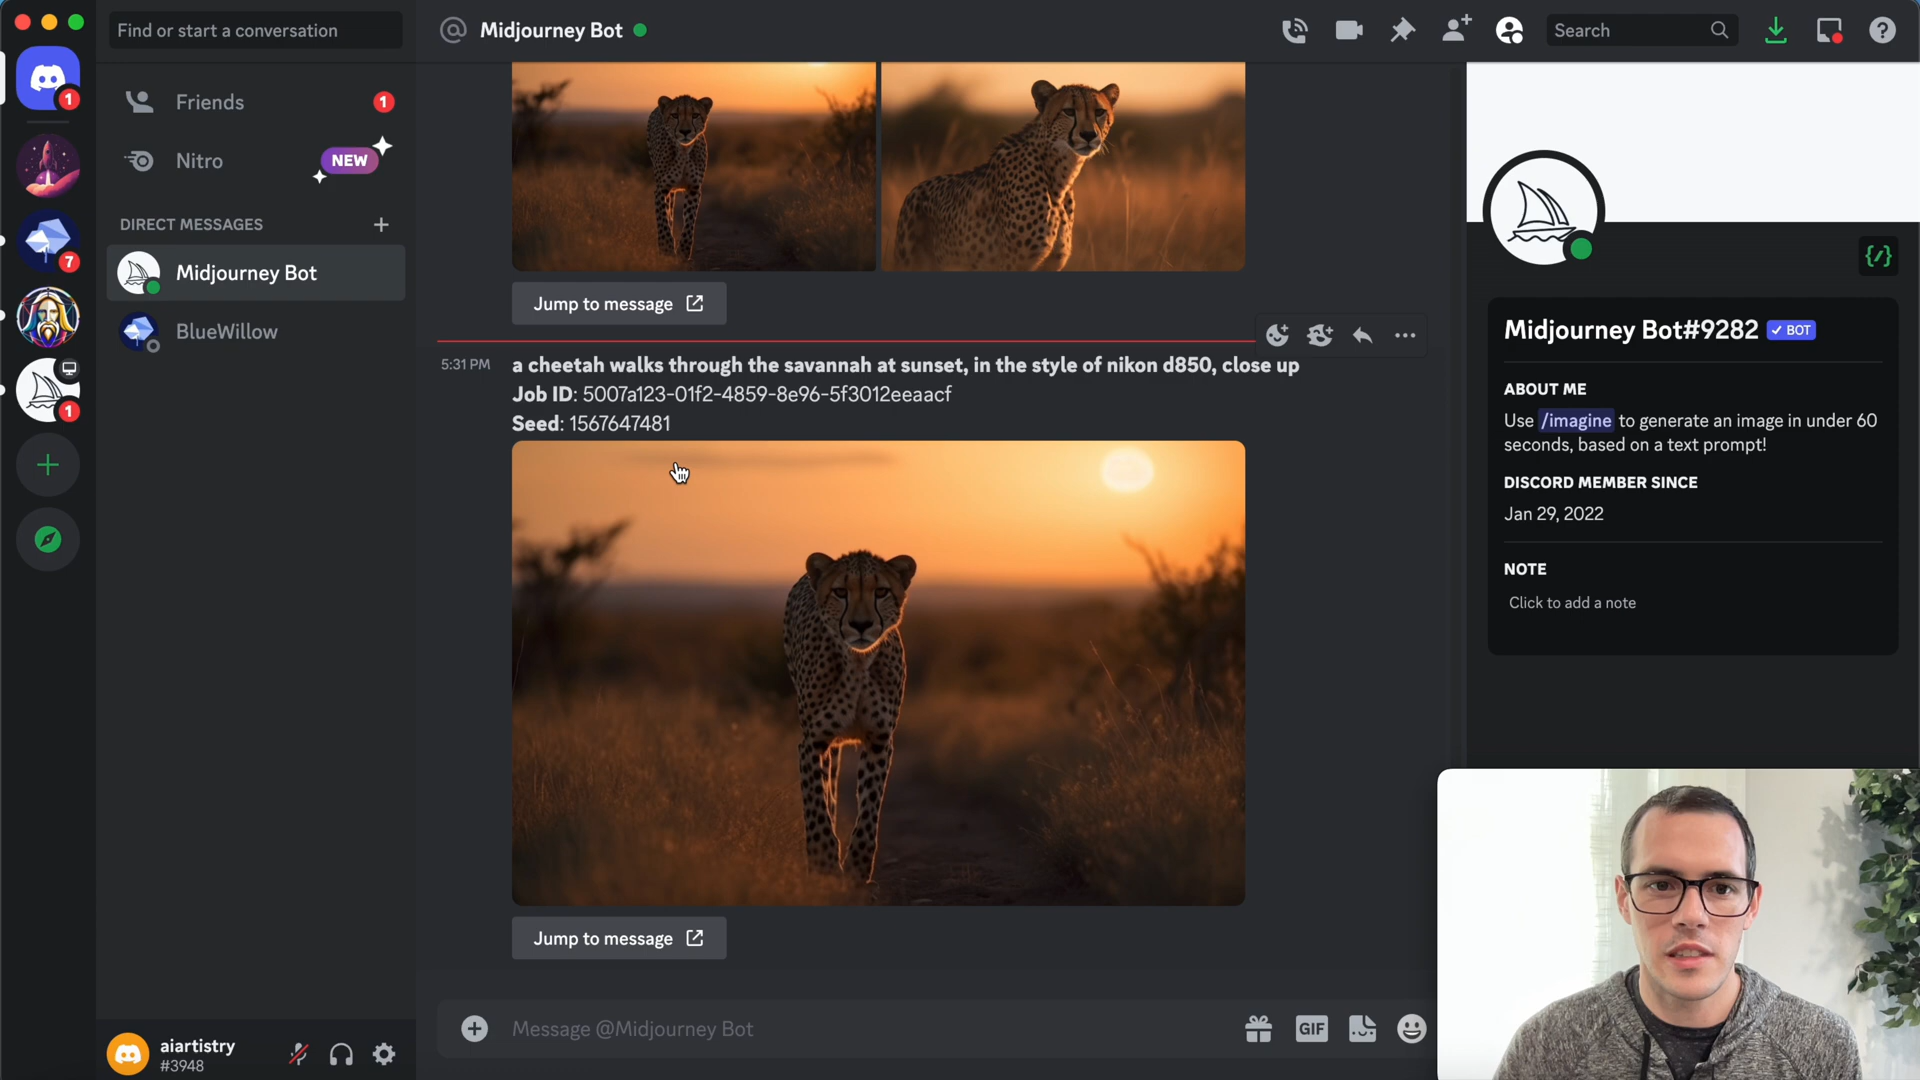 Find or start a conversation
Midjourney Bot
Search
1
Friends
1
Nitro
NEW
DIRECT MESSAGES
Midjourney Bot
7
BlueWillow
1
Jump to message
5:31 PM
a cheetah walks through the savannah at sunset, in the style of nikon d850, close up
Job ID: 5007a123-01f2-4859-8e96-5f3012eeaacf
Seed: 1567647481
Jump to message
Message @Midjourney Bot
GIF
aiartistry
#3948
Midjourney Bot#9282
BOT
ABOUT ME
Use /imagine to generate an image in under 60
seconds, based on a text prompt!
DISCORD MEMBER SINCE
Jan 29, 2022
NOTE
Click to add a note